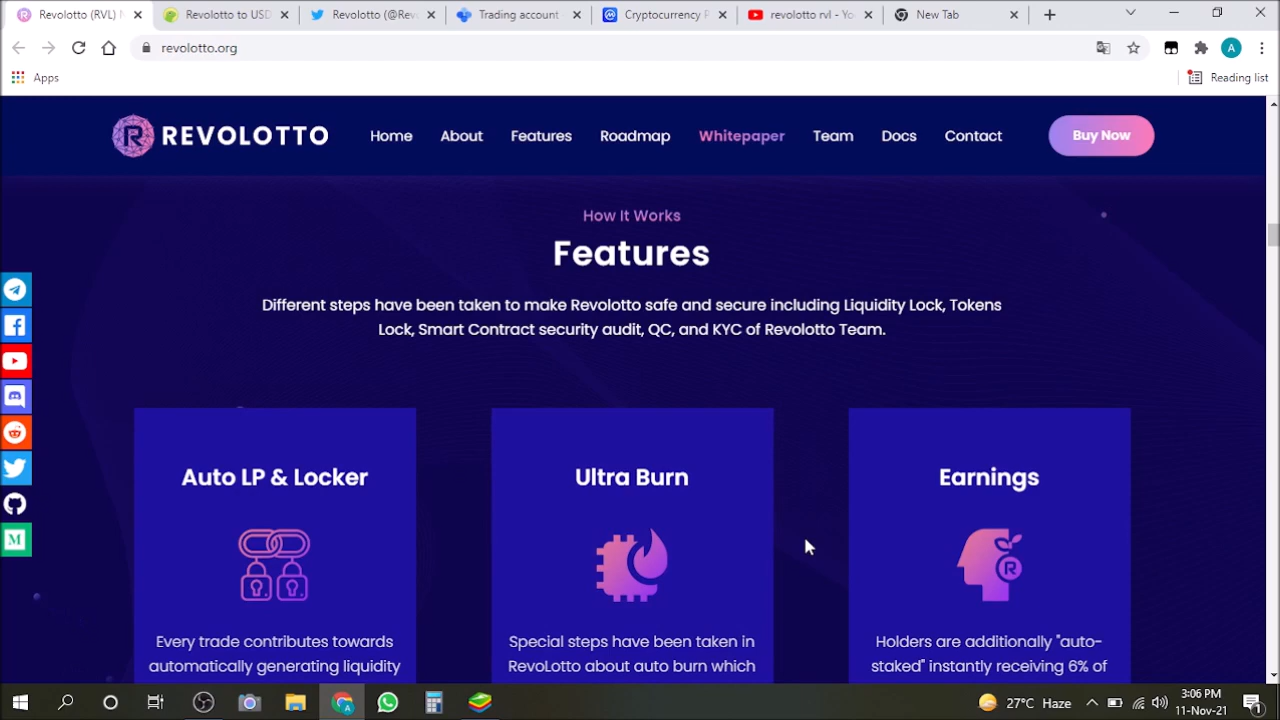 Revolotto (RVL) N
Revolotto to USD
Revolotto (@Rev
Trading account
Cryptocurrency P
revolotto rvl - Yo
New Tab
revolotto.org
A
Apps
Reading list
REVOLOTTO
Home
About
Features
Roadmap
Whitepaper
Team
Docs
Contact
Buy Now
How It Works
Features
Different steps have been taken to make Revolotto safe and secure including Liquidity Lock, Tokens
Lock, Smart Contract security audit, QC, and KYC of Revolotto Team.
Auto LP & Locker
Ultra Burn
Earnings
Every trade contributes towards
automatically generating liquidity
Special steps have been taken in
RevoLotto about auto burn which
Holders are additionally "auto-
staked" instantly receiving 6% of
27°C Haze
3:06 PM
11-Nov-21